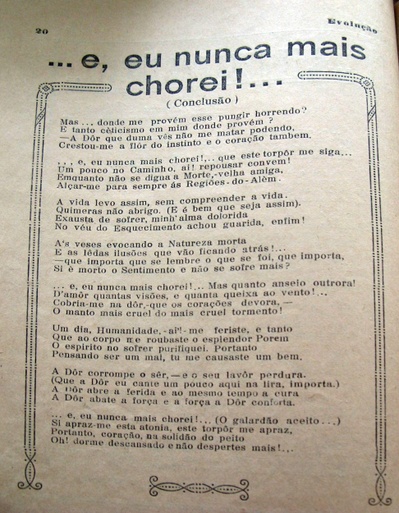 20
Evolução
... e, eu nunca mais
chorei!...
( Conclusão )
Mas... donde me provém esse pungir horrendo?
E tanto céticismo em mim donde provém ?
—A Dôr que duma vês não me matar podendo,
Crestou-me a flôr do instinto e o coração tambem.
... e, eu nunca mais chorei!...que este torpôr me siga...
Um pouco no Caminho, ai! repousar convem!
Emquanto não se digna a Morte,-velha amiga,
Alçar-me para sempre ás Regiões-do-Além.
A vida levo assim, sem compreender a vida.
Quimeras não abrigo. (E é bem que seja assim).
Exausta de sofrer, minh'alma dolorida
No véu do Esquecimento achou guarida, emfim!
A's veses evocando a Natureza morta
E as lêdas ilusões que vão ficando atrás!...
—que importa que se lembre o que se foi, que importa,
Si é morto o Sentimento e não se sofre mais?
... e, eu nunca mais chorei!... Mas quanto anseio outrora!
D'amôr quantas visões, e quanta queixa ao vento!...
Cobria-me na dôr,-que os corações devora, —
O manto mais cruel do mais cruel tormento!
Um dia, Humanidade,-ai!- me feriste, e tanto
Que ao corpo me roubaste o esplendor Porem
O espirito no sofrer purifiquei. Portanto
Pensando ser um mal, tu me causaste um bem.
A Dôr corrompe o sêr,—e o seu lavôr perdura.
(Que a Dôr eu cante um pouco aqui na lira, importa.)
A Dôr abre a ferida e ao mesmo tempo a cura
A Dôr abate a força e a força a Dôr conforta.
... e, eu nunca mais chorei!... (O galardão aceito...)
Si apraz-me esta atonia, este torpôr me apraz,
Portanto, coração, na solidão do peito
Oh! dorme descansado e não despertes mais!...